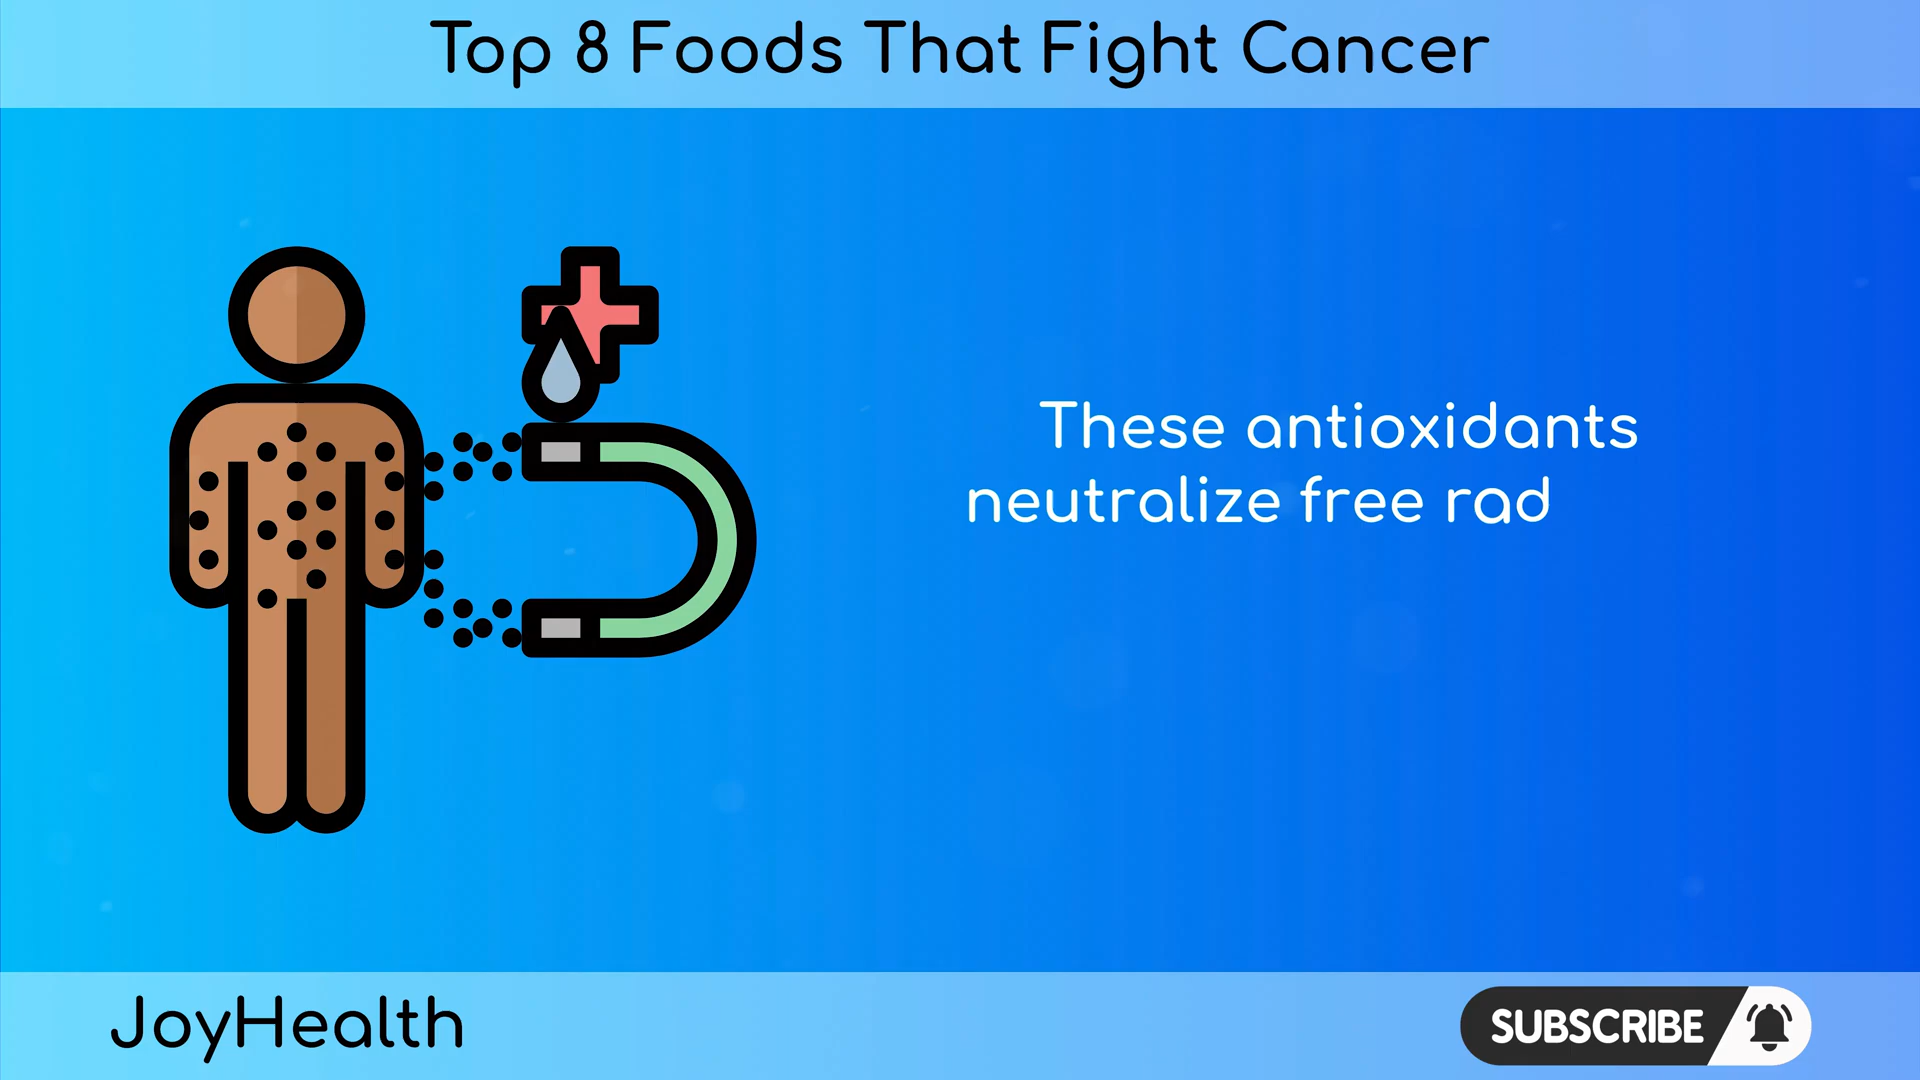 Top 8 Foods That Fight Cancer
These antioxidants
neutralize free rad
JoyHealth
SUBSCRIBE